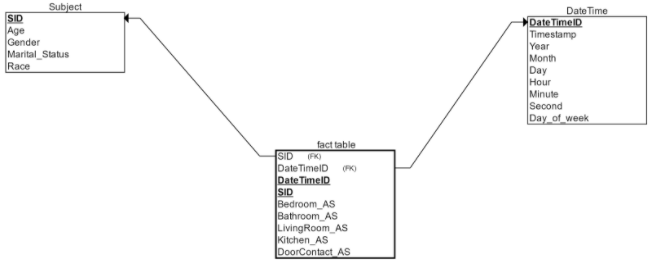 Subject
SID
Age
Gender
Marital_Status
Race
DateTime
DateTimeID
Timestamp
Year
Month
Day
Hour
Minute
Second
Day_of_week
fact table
SID (FK)
DateTimeID (FK)
DateTimeID
SID
Bedroom_AS
Bathroom_AS
LivingRoom_AS
Kitchen_AS
DoorContact_AS